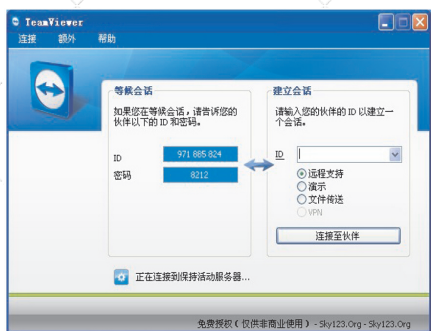 TeamViewer
连接 额外 帮助
等候会话
如果您在等候会话，请告诉您的
伙伴以下的 ID 和密码。
ID 971 885 824
密码 8212
建立会话
请输入您的伙伴的 ID 以建立一
个会话。
ID
远程支持
演示
文件传送
VPN
连接至伙伴
正在连接到保持活动服务器...
免费授权（仅供非商业使用）- Sky123.Org - Sky123.Org